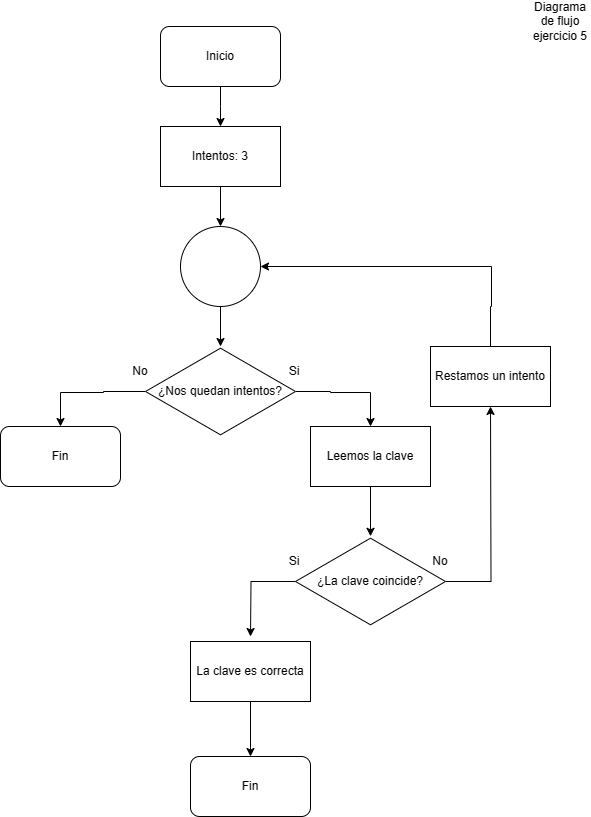 Diagrama
de flujo
ejercicio 5
Inicio
Intentos: 3
No
¿Nos quedan intentos?
Si
Restamos un intento
Fin
Leemos la clave
Si
¿La clave coincide?
No
La clave es correcta
Fin